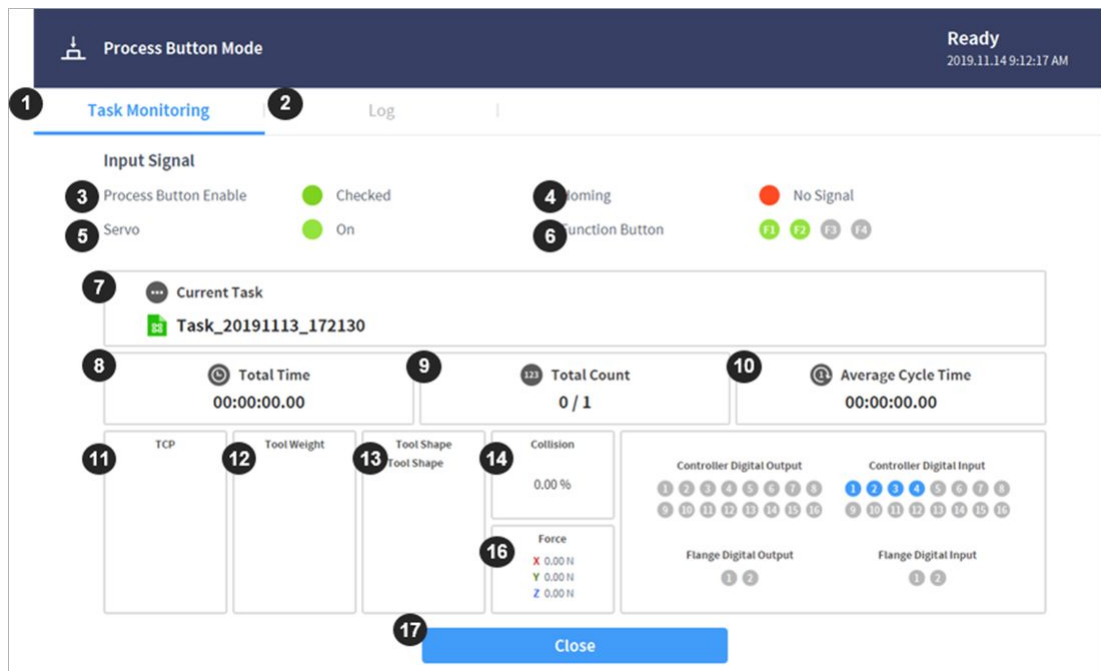 Process Button Mode
Ready
2019.11.14 9:12:17 AM
1 Task Monitoring
2 Log
Input Signal
3 Process Button Enable Checked
4 oming No Signal
5 Servo On
6 unction Button F1 F2 F3 F4
7 Current Task
Task_20191113_172130
8 Total Time
00:00:00.00
9 123 Total Count
0 / 1
10 1 Average Cycle Time
00:00:00.00
11 TCP
12 Tool Weight
13 Tool Shape
Tool Shape
14 Collision
0.00 %
16 Force
X 0.00 N
Y 0.00 N
Z 0.00 N
Controller Digital Output
1 2 3 4 5 6 7 8
9 10 11 12 13 14 15 16
Controller Digital Input
1 2 3 4 5 6 7 8
9 10 11 12 13 14 15 16
Flange Digital Output
1 2
Flange Digital Input
1 2
17 Close